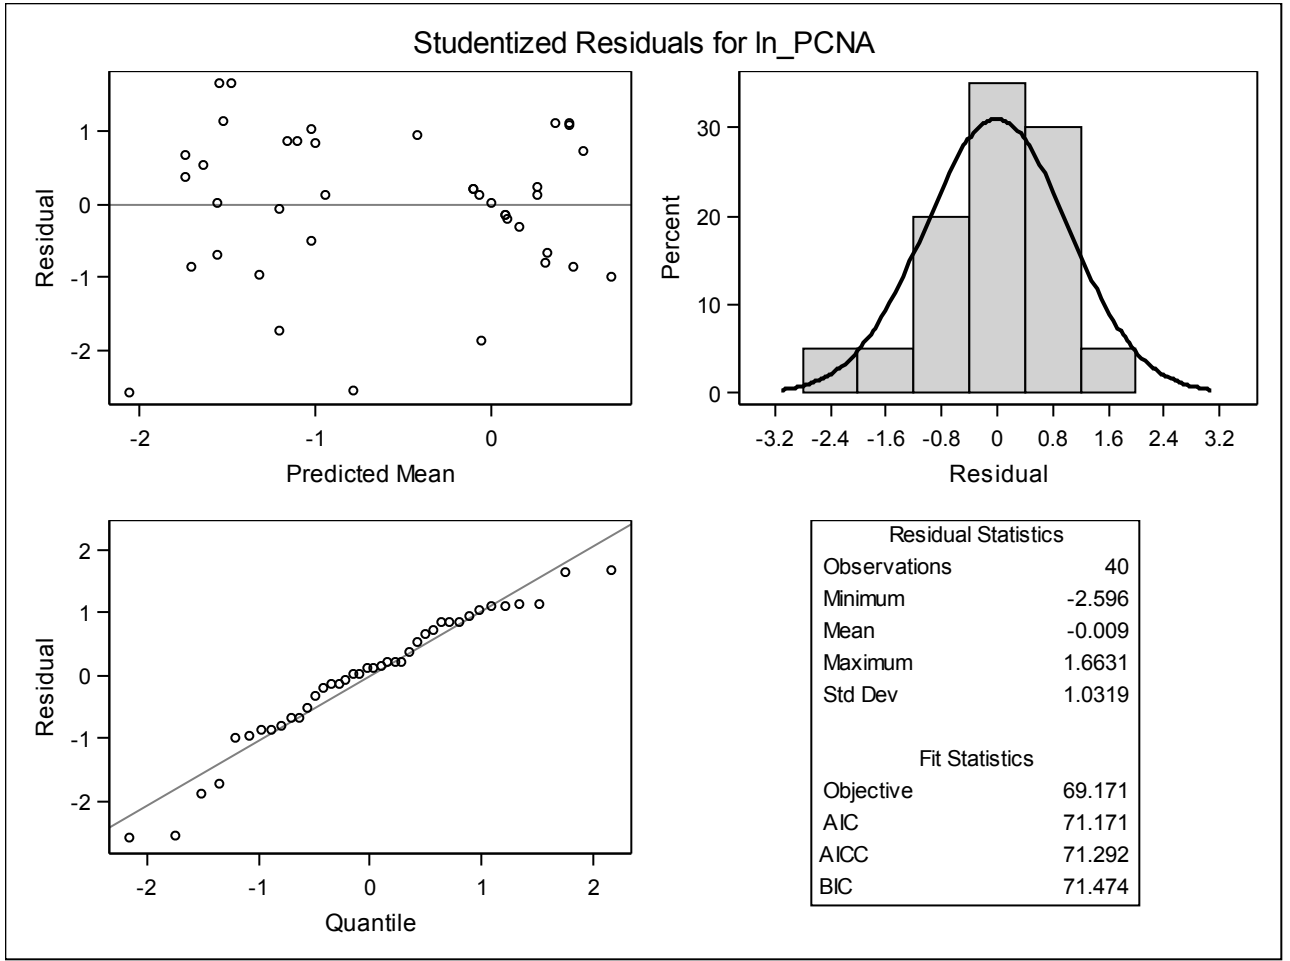 Studentized Residuals for ln_PCNA
1
0
-1
-2
Residual
-2 -1 0
Predicted Mean
30
20
10
0
Percent
-3.2 -2.4 -1.6 -0.8 0 0.8 1.6 2.4 3.2
Residual
2
1
0
-1
-2
Residual
-2 -1 0 1 2
Quantile
Residual Statistics
Observations 40
Minimum -2.596
Mean -0.009
Maximum 1.6631
Std Dev 1.0319
Fit Statistics
Objective 69.171
AIC 71.171
AICC 71.292
BIC 71.474